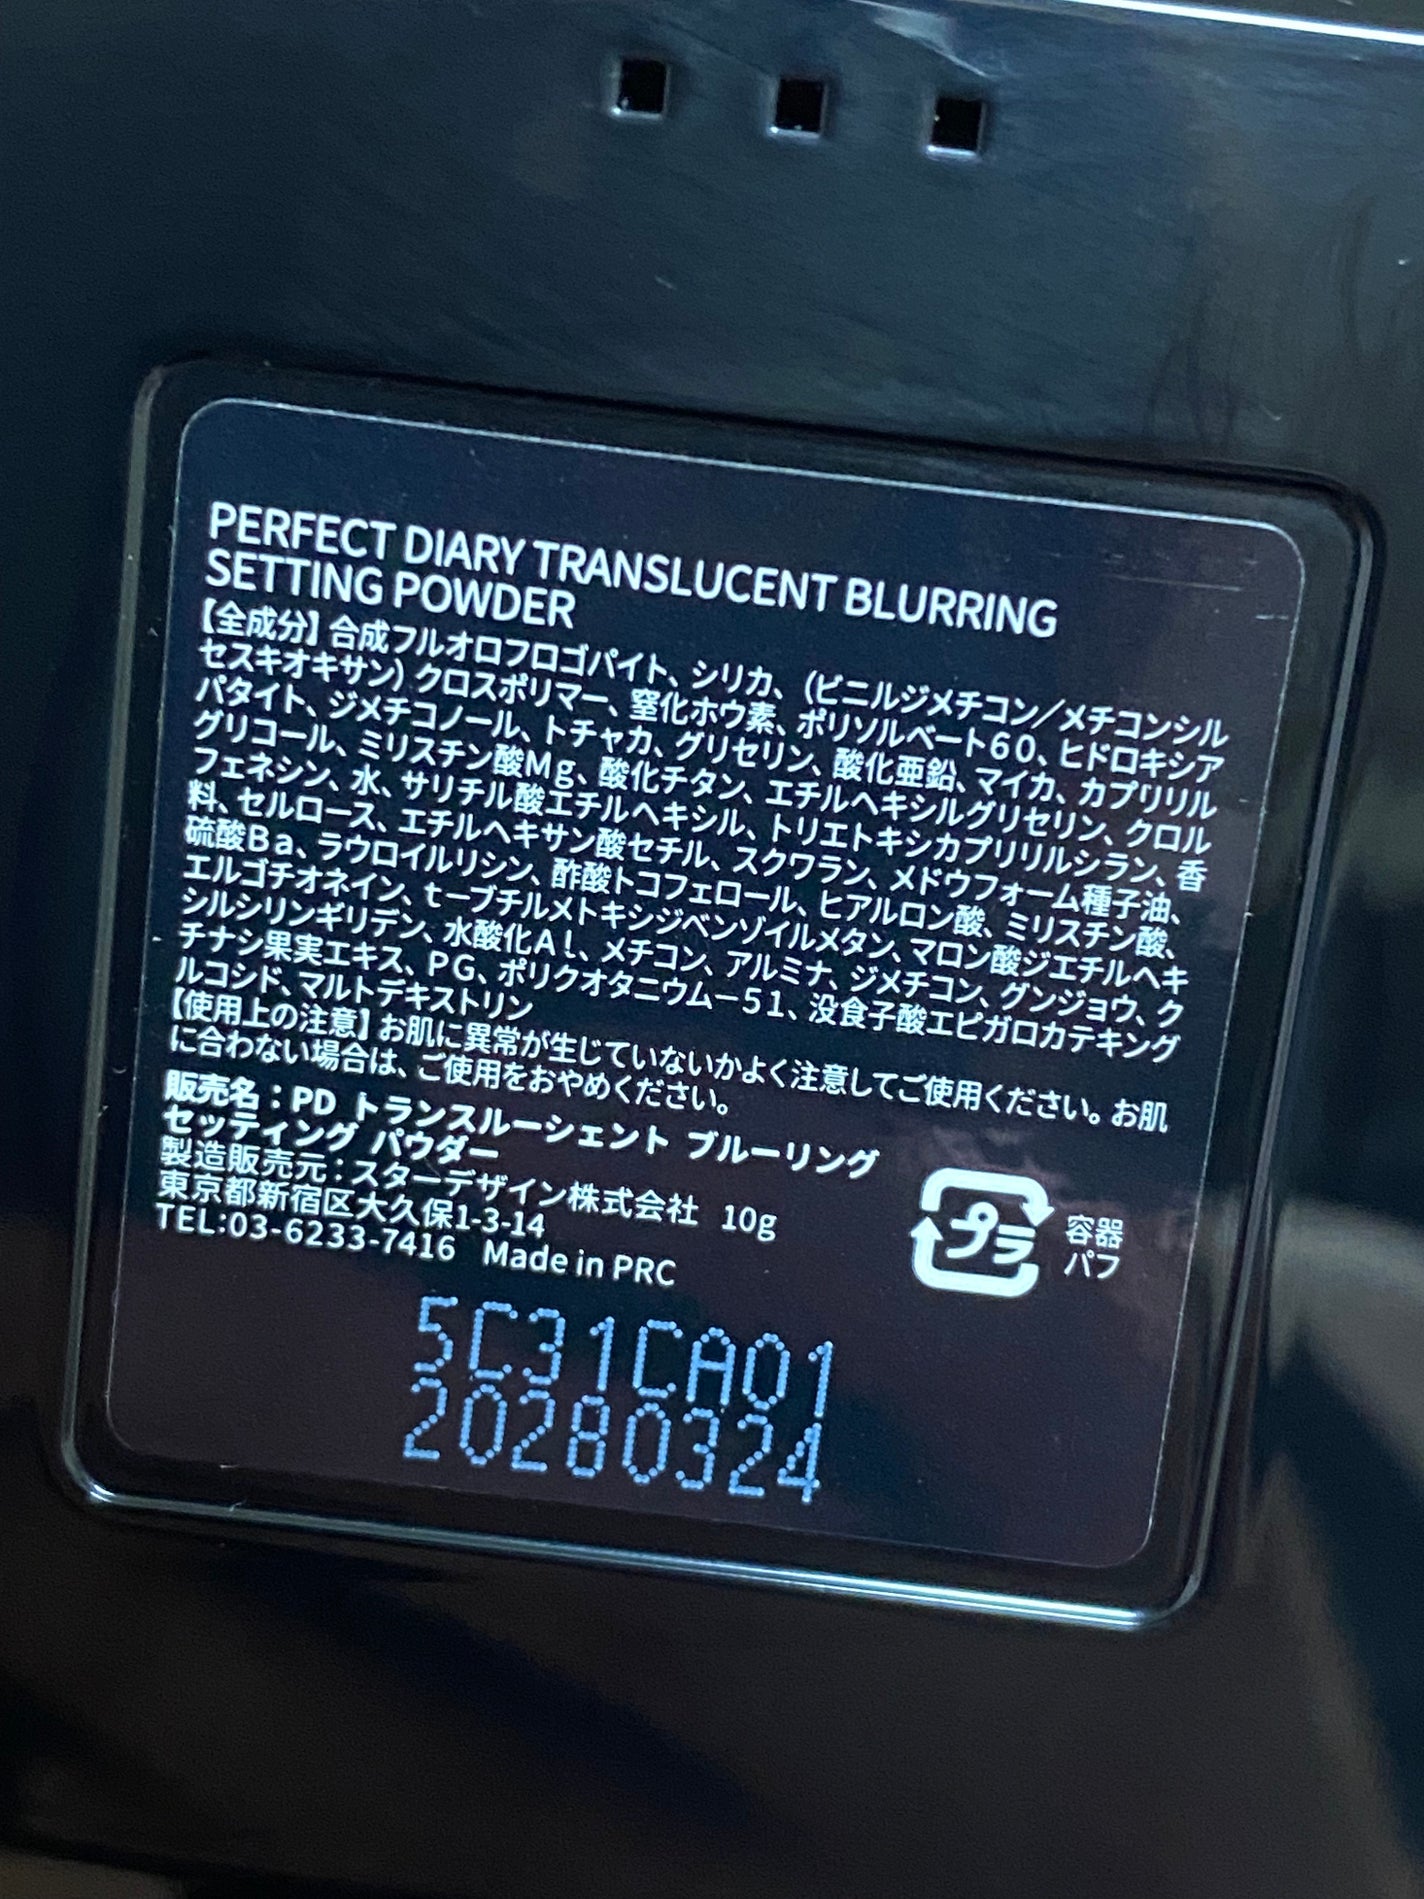 PERFECT DIARY TRANSLUCENT BLURRING
SETTING POWDER
【全成分】合成フルオロフロゴパイト、シリカ、(ビニルジメチコン/メチコンシル
セスキオキサン)クロスポリマー、窒化ホウ素、ポリソルベート60、ヒドロキシア
パタイト、ジメチコノール、トチャカ、グリセリン、酸化亜鉛、マイカ、カプリリル
グリコール、ミリスチン酸Mg、酸化チタン、エチルヘキシルグリセリン、クロル
フェネシン、水、サリチル酸エチルヘキシル、トリエトキシカプリリルシラン、香
料、セルロース、エチルヘキサン酸セチル、スクワラン、メドウフォーム種子油、
硫酸Ba、ラウロイルリシン、酢酸トコフェロール、ヒアルロン酸、ミリスチン酸、
エルゴチオネイン、t-ブチルメトキシジベンゾイルメタン、マロン酸ジエチルヘキ
シルシリンギリデン、水酸化Al、メチコン、アルミナ、ジメチコン、グンジョウ、ク
チナシ果実エキス、PG、ポリクオタニウム-51、没食子酸エピガロカテキング
ルコシド、マルトデキストリン
【使用上の注意】お肌に異常が生じていないかよく注意してご使用ください。お肌
に合わない場合は、ご使用をおやめください。
販売名:PD トランスルーシェント ブルーリング
セッティング パウダー
製造販売元:スターデザイン株式会社 10g
東京都新宿区大久保1-3-14
TEL:03-6233-7416 Made in PRC
プラ
容器
パフ
5C31CA01
20280324